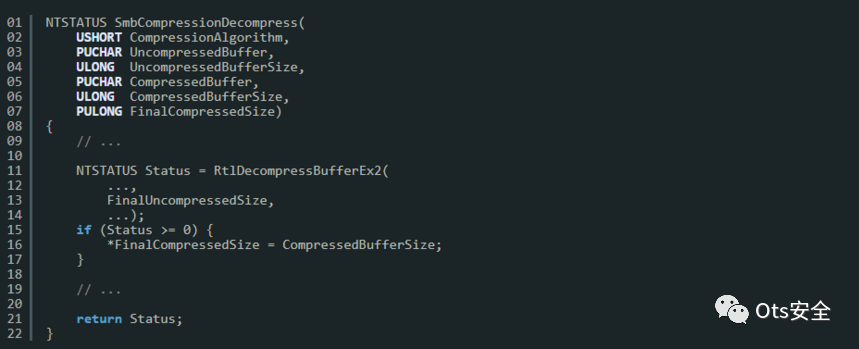 01 NTSTATUS SmbCompressionDecompress(
02     USHORT CompressionAlgorithm,
03     PUCHAR UncompressedBuffer,
04     ULONG  UncompressedBufferSize,
05     PUCHAR CompressedBuffer,
06     ULONG  CompressedBufferSize,
07     PULONG FinalCompressedSize)
08 {
09     // ...
10
11     NTSTATUS Status = RtlDecompressBufferEx2(
12         ...,
13         FinalUncompressedSize,
14         ...);
15     if (Status >= 0) {
16         *FinalCompressedSize = CompressedBufferSize;
17     }
18
19     // ...
20
21     return Status;
22 }
Ots安全